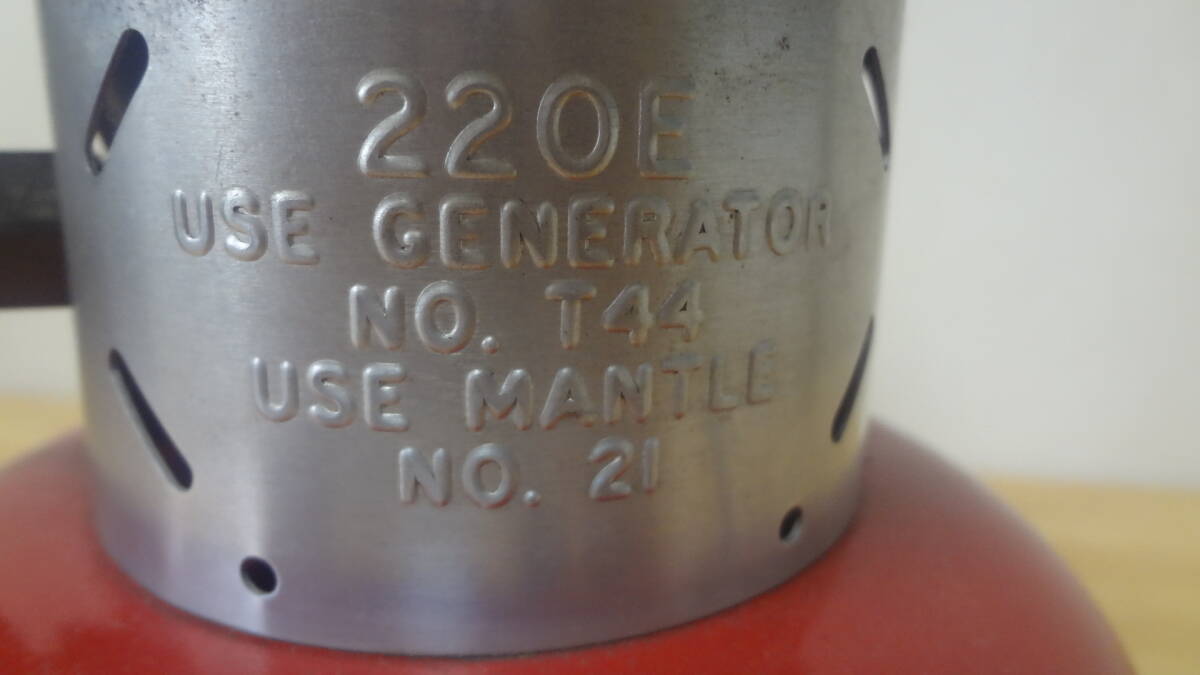 220E
USE GENERATOR
NO. T44
USE MANTLE
NO. 21